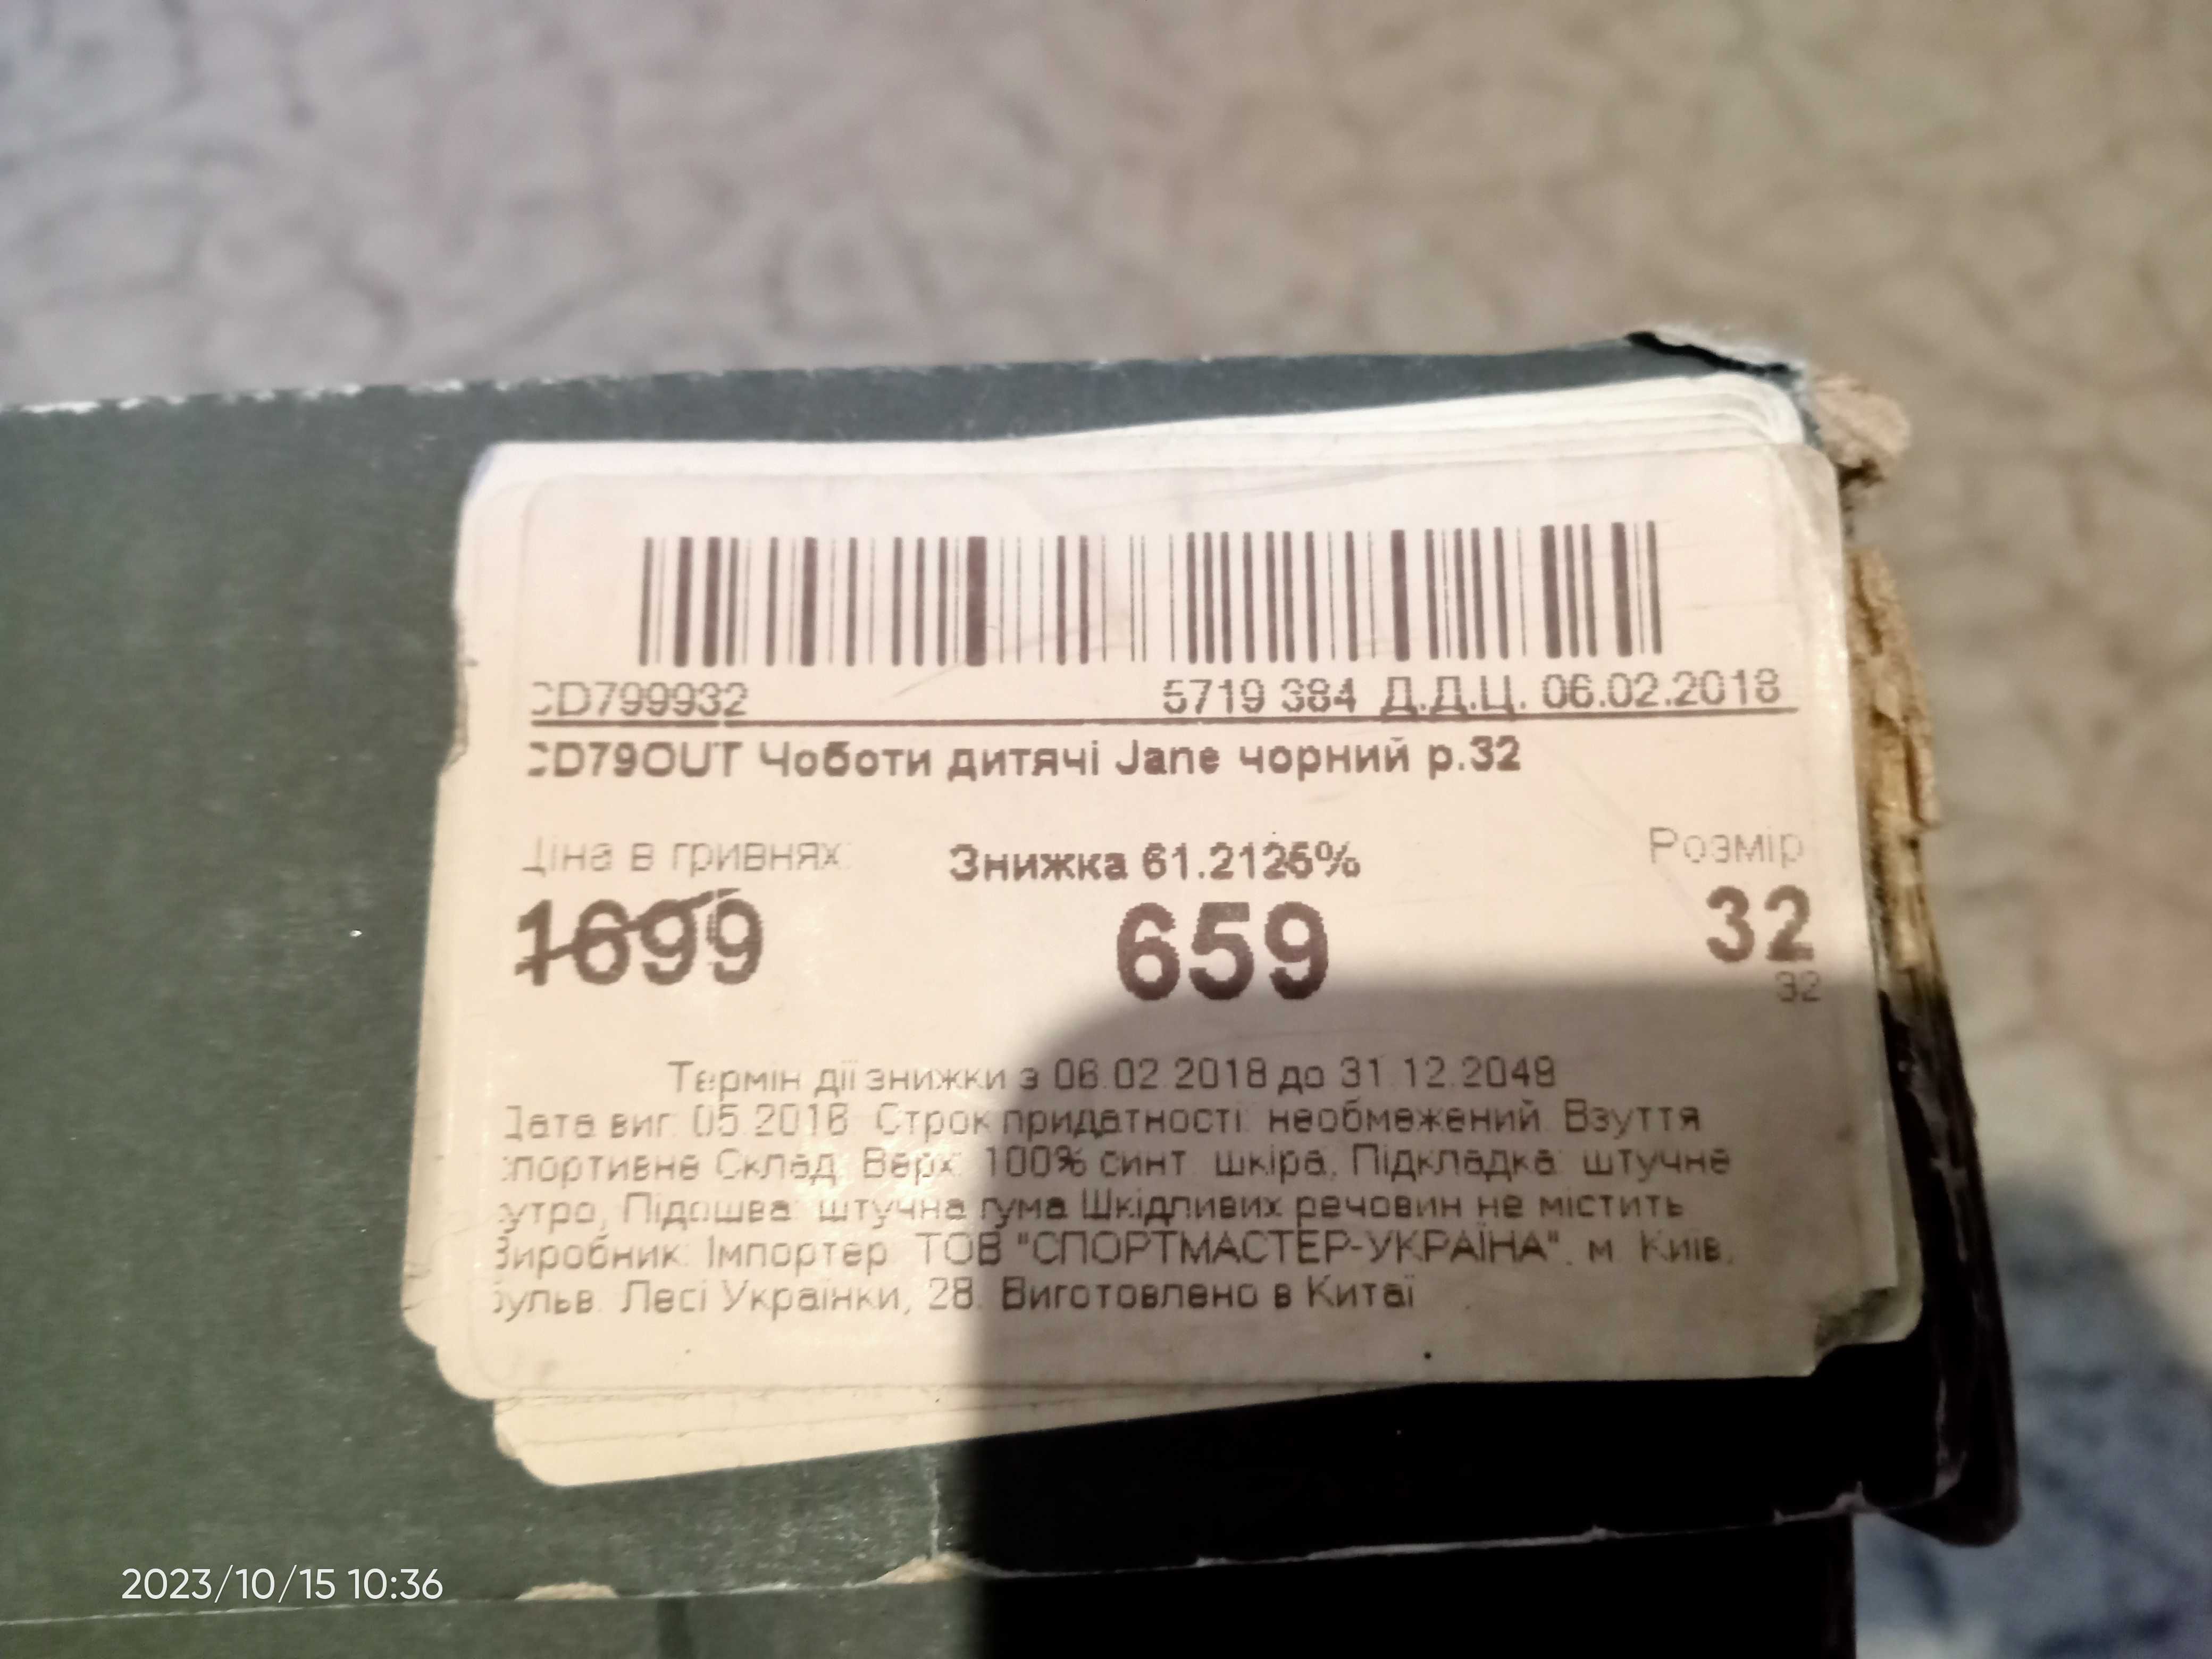 CD799932 5719 384 Д.Д.Ц. 06.02.2018
CD79OUT Чоботи дитячі Jane чорний р.32
Ціна в гривнях: Знижка 61.2125% Розмір
1699 659 32
32
Термін дії знижки з 06.02.2018 до 31.12.2049
Дата виг. 05.2016. Строк придатності: необмежений. Взуття
спортивне Склад: Верх: 100% синт. шкіра, Підкладка: штучне
хутро, Підошва: штучна гума Шкідливих речовин не містить
Виробник: Імпортер: ТОВ "СПОРТМАСТЕР-УКРАЇНА", м. Київ,
бульв. Лесі Українки, 28. Виготовлено в Китаї
2023/10/15 10:36